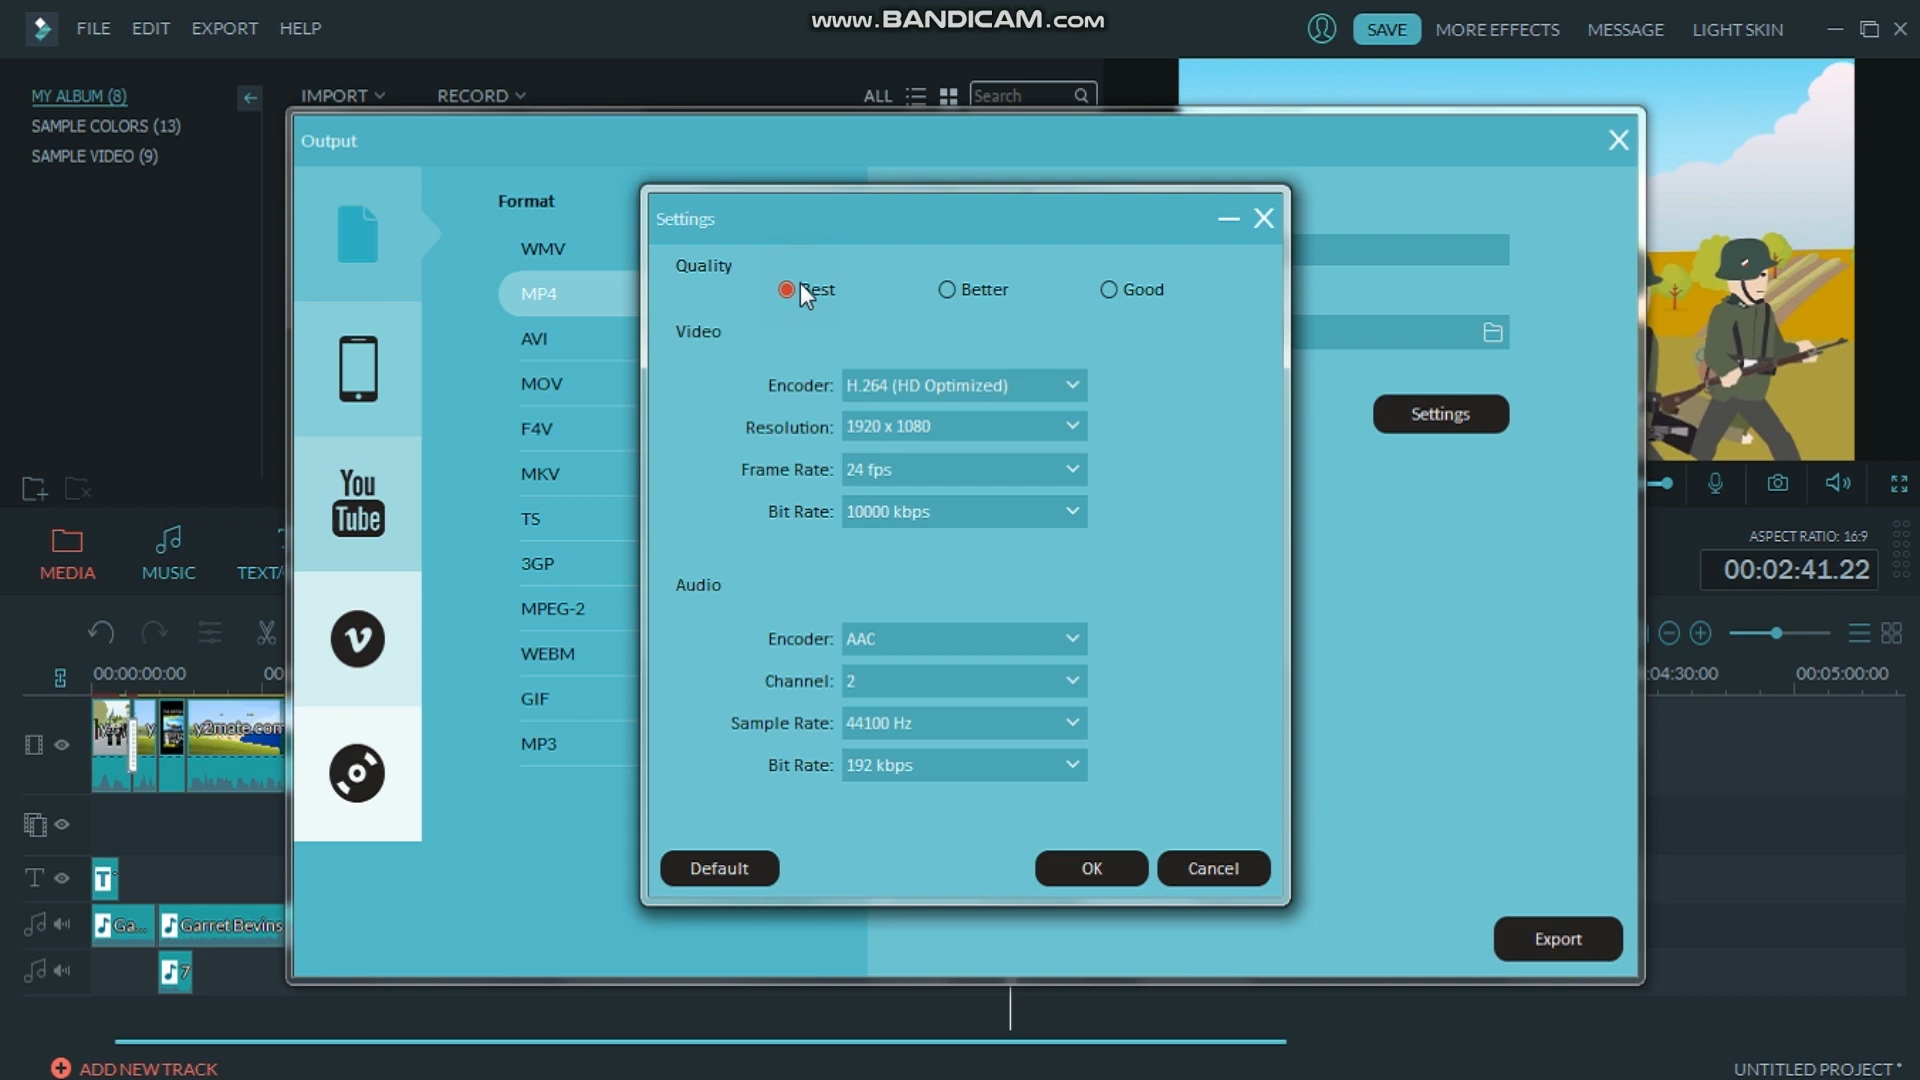 www.BANDICAM.com
FILE EDIT EXPORT HELP
SAVE MORE EFFECTS MESSAGE LIGHT SKIN
MY ALBUM (8)
SAMPLE COLORS (13)
SAMPLE VIDEO (9)
IMPORT RECORD ALL Search
Output
Format
WMV
MP4
AVI
MOV
F4V
MKV
TS
3GP
MPEG-2
WEBM
GIF
MP3
You
Tube
Settings
Quality
Best Better Good
Video
Encoder: H.264 (HD Optimized)
Resolution: 1920 x 1080
Frame Rate: 24 fps
Bit Rate: 10000 kbps
Audio
Encoder: AAC
Channel: 2
Sample Rate: 44100 Hz
Bit Rate: 192 kbps
Default OK Cancel
Settings
Export
MEDIA MUSIC TEXT/
ASPECT RATIO: 16:9
00:02:41.22
00:00:00:00 00
:04:30:00 00:05:00:00
y2mate.com
T
Ga... Garret Bevins
7
ADD NEW TRACK
UNTITLED PROJECT *